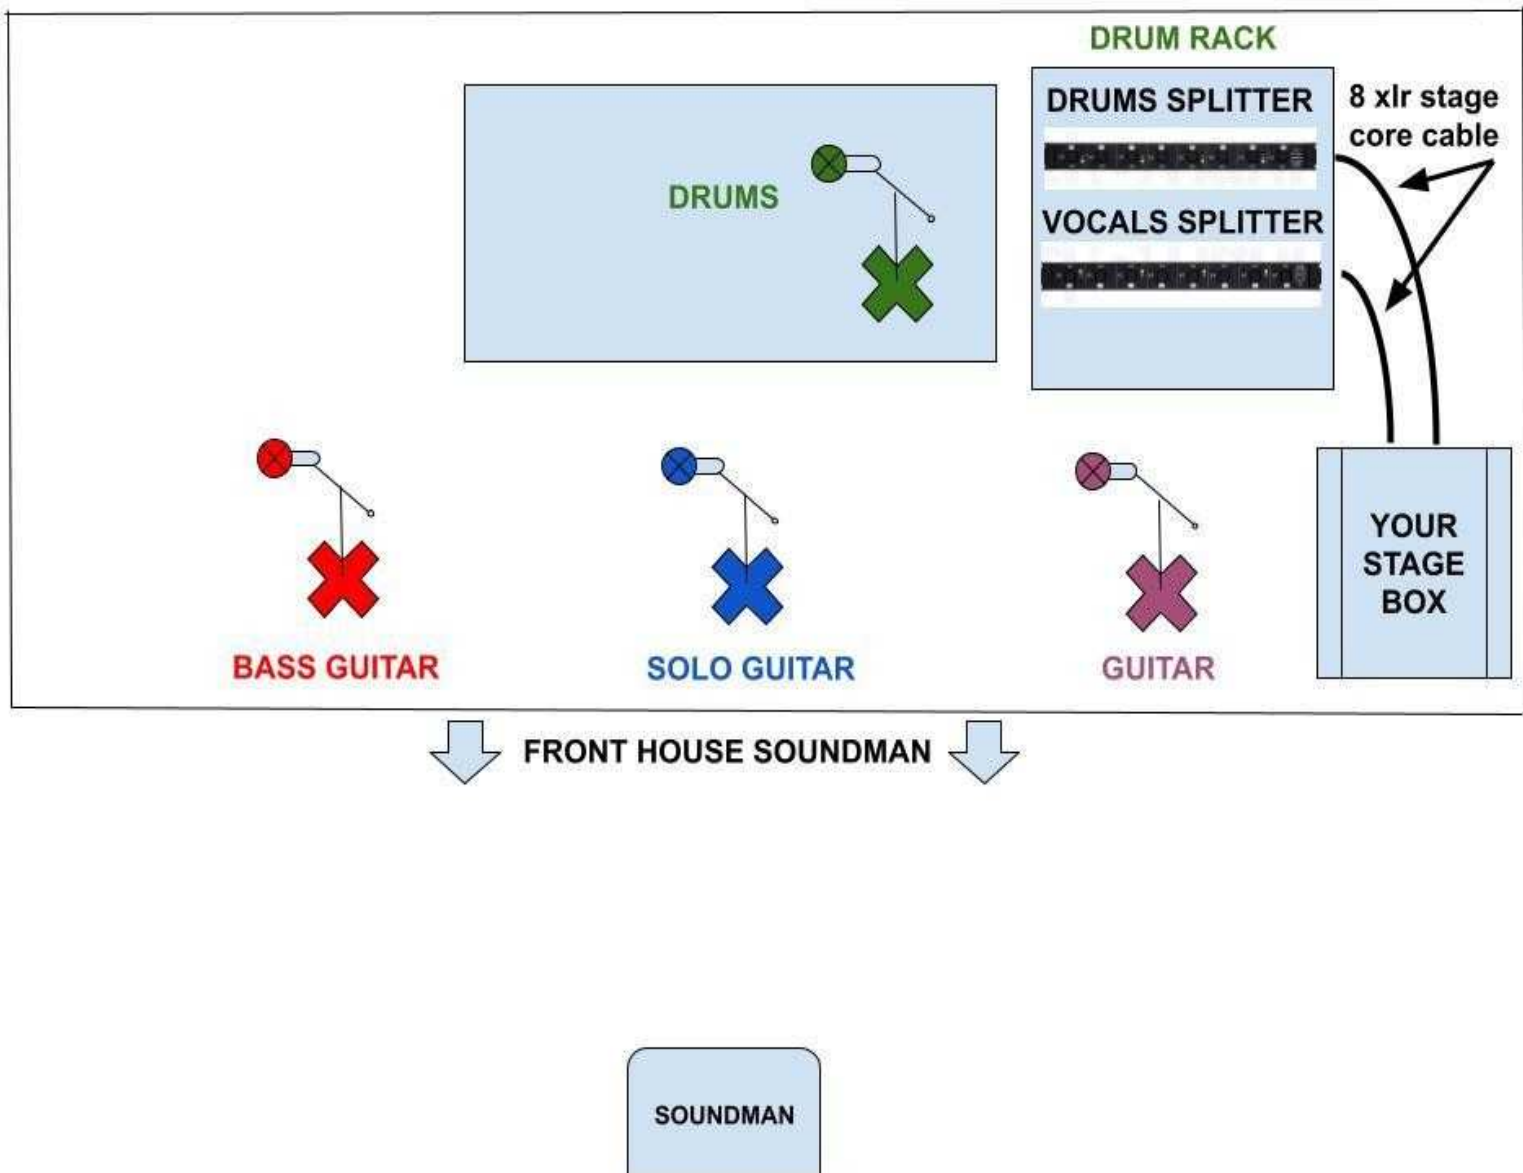 DRUM RACK
DRUMS SPLITTER
8 xlr stage
core cable
DRUMS
VOCALS SPLITTER
YOUR
STAGE
BOX
BASS GUITAR
SOLO GUITAR
GUITAR
FRONT HOUSE SOUNDMAN
SOUNDMAN